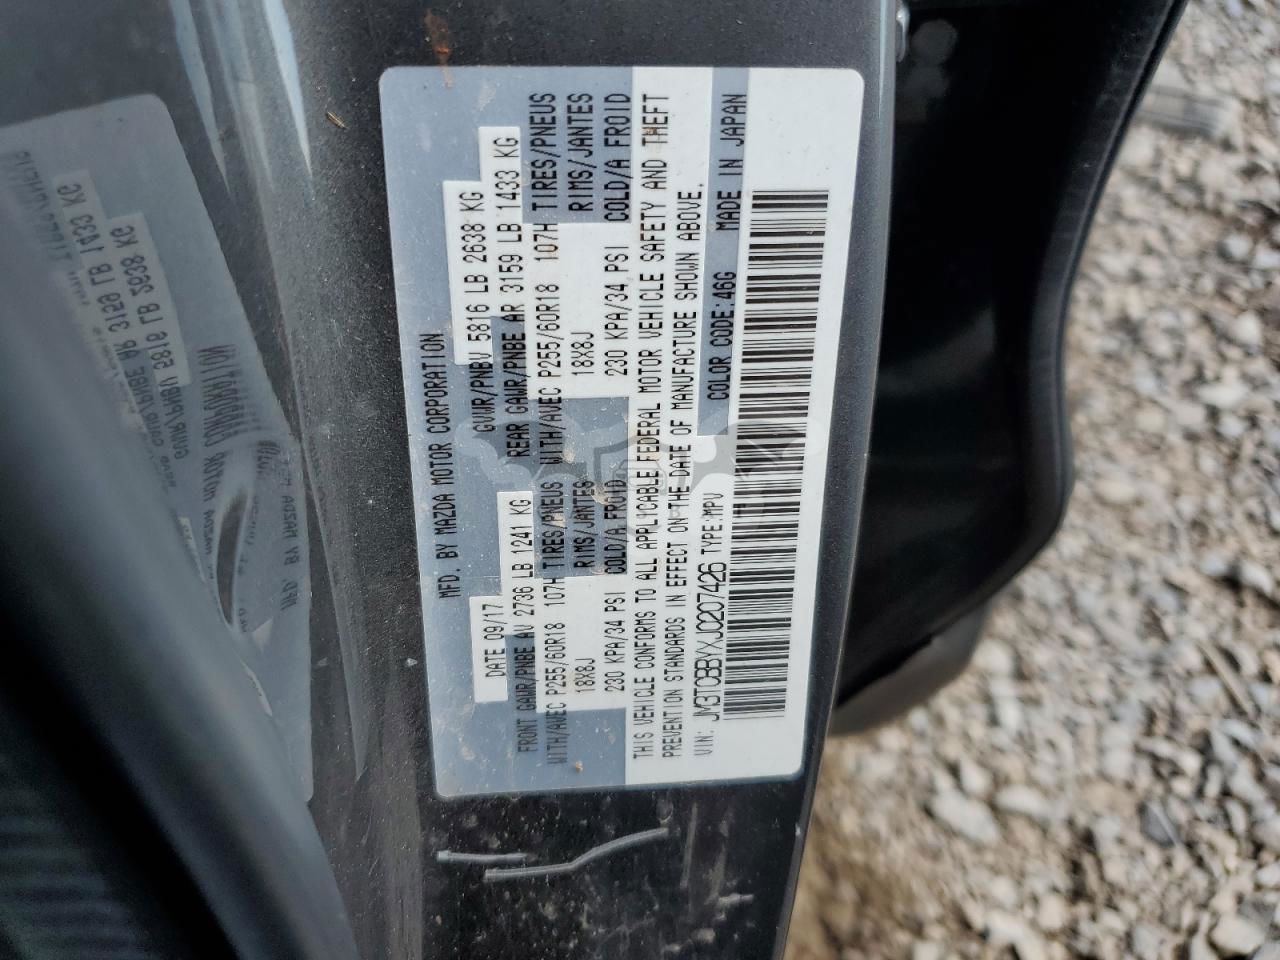 MFD. BY MAZDA MOTOR CORPORATION
DATE 09/17 GVWR/PNBV 5816 LB 2638 KG
FRONT GAWR/PNBE AV 2736 LB 1241 KG REAR GAWR/PNBE AR 3159 LB 1433 KG
WITH/AVEC P255/60R18 107H TIRES/PNEUS WITH/AVEC P255/60R18 107H TIRES/PNEUS
18X8J RIMS/JANTES 18X8J RIMS/JANTES
230 KPA/34 PSI COLD/A FROID 230 KPA/34 PSI COLD/A FROID
THIS VEHICLE CONFORMS TO ALL APPLICABLE FEDERAL MOTOR VEHICLE SAFETY AND THEFT
PREVENTION STANDARDS IN EFFECT ON THE DATE OF MANUFACTURE SHOWN ABOVE.
VIN: JM3TCBBYXJ0207426 TYPE:MPV COLOR CODE:46G MADE IN JAPAN